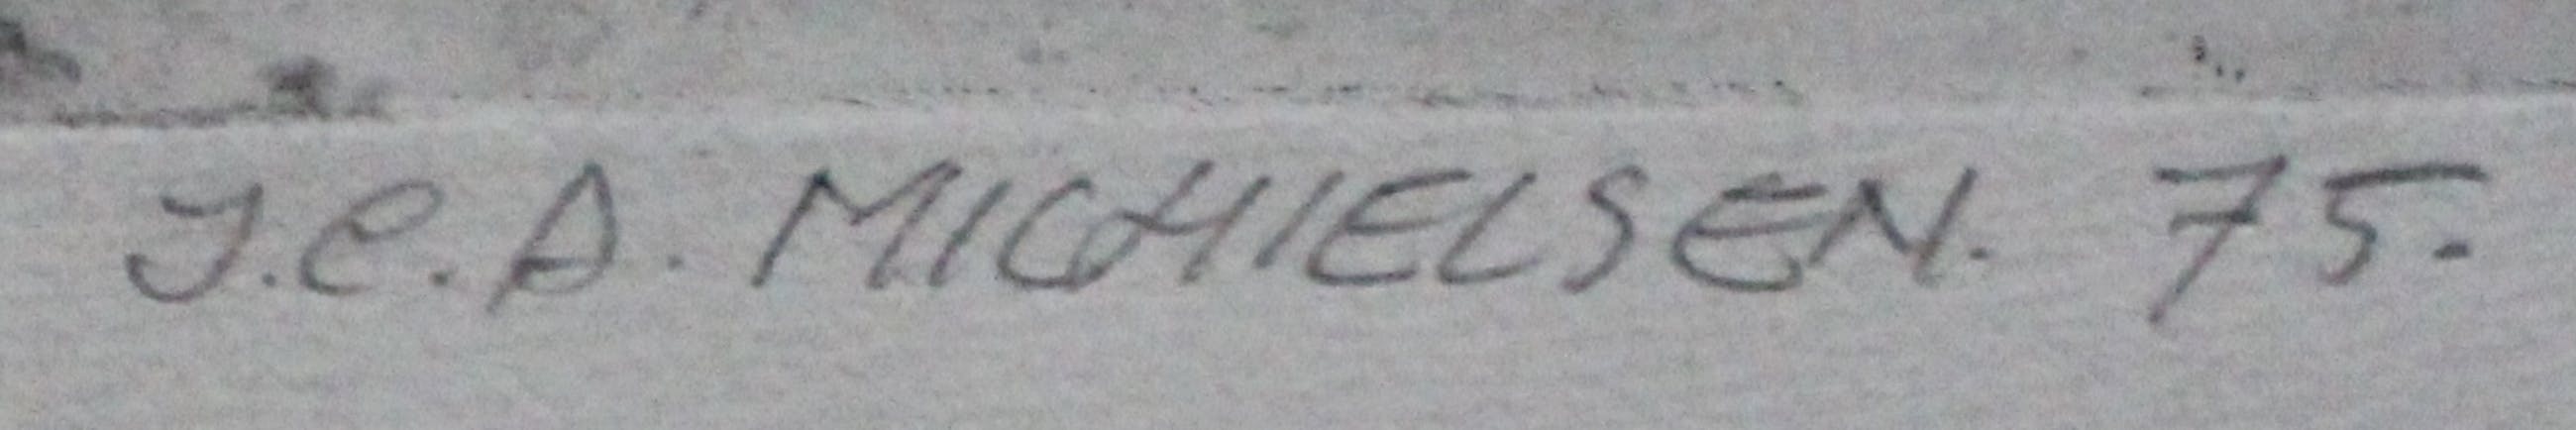 J.C.A. MICHIELSEN. 75.